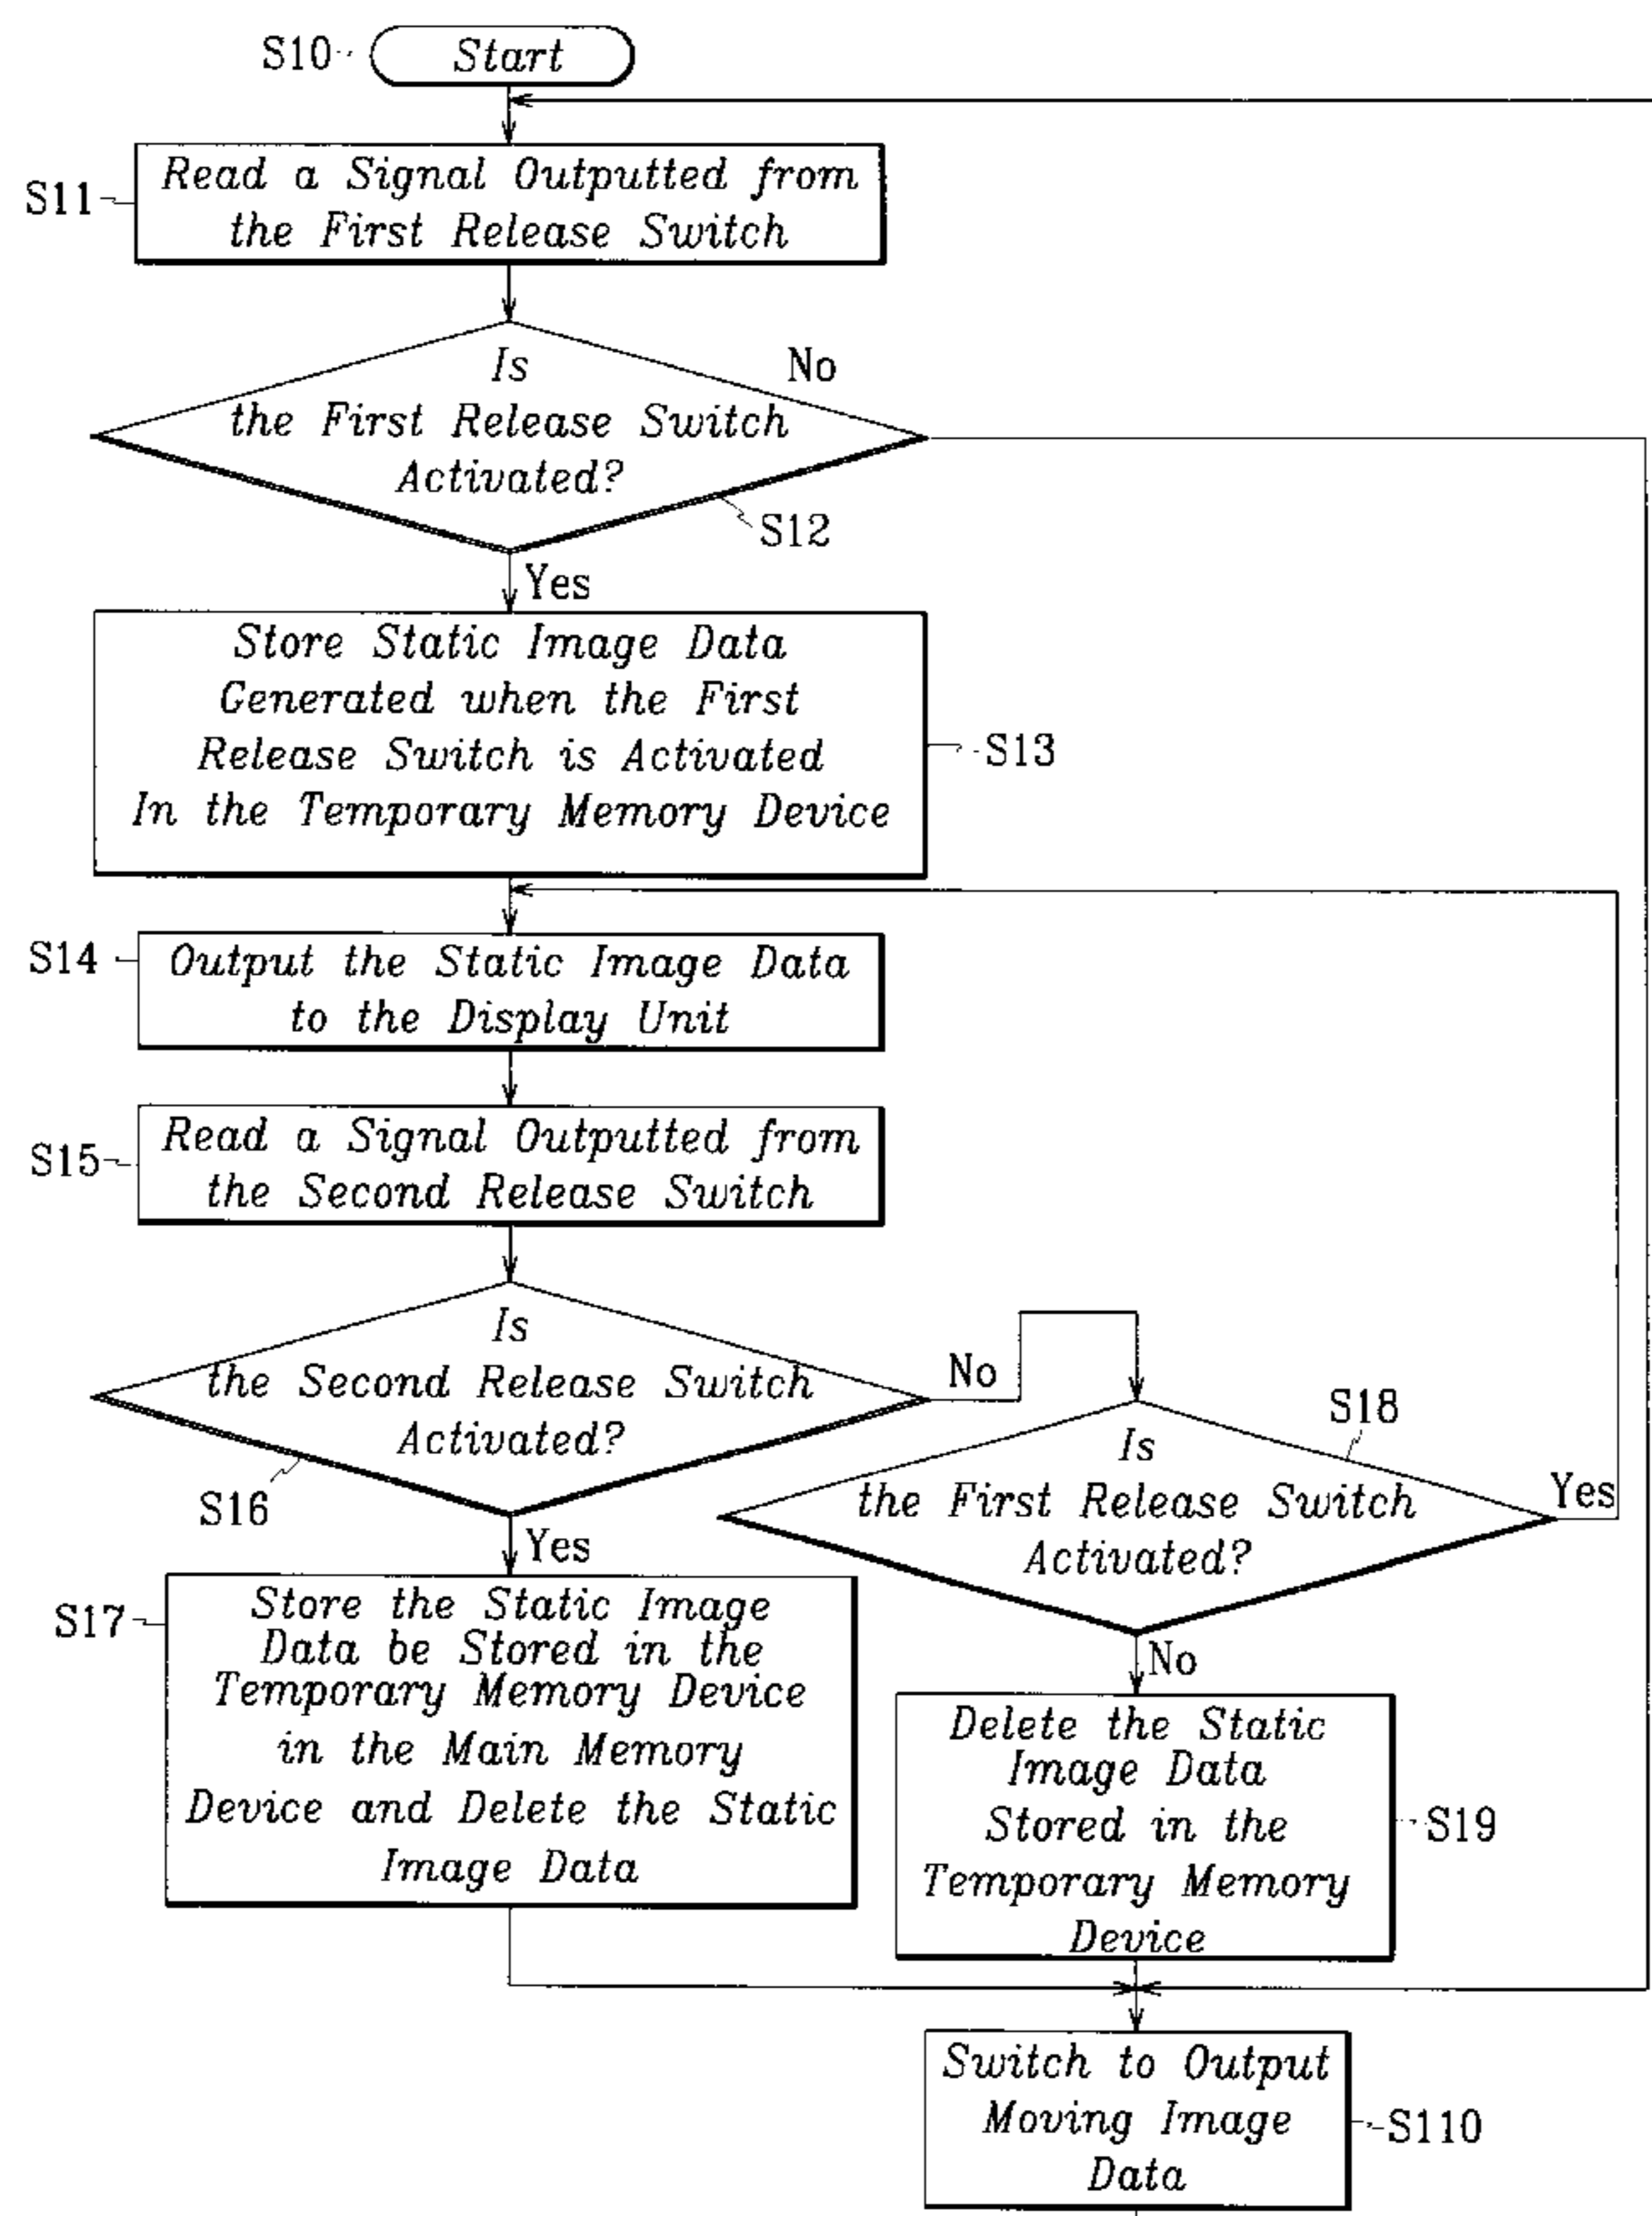 S10
Start
S11
Read a Signal Outputted from
the First Release Switch
Is
the First Release Switch
Activated?
No
S12
Yes
Store Static Image Data
Generated when the First
Release Switch is Activated
In the Temporary Memory Device
S13
S14
Output the Static Image Data
to the Display Unit
S15
Read a Signal Outputted from
the Second Release Switch
Is
the Second Release Switch
Activated?
No
S16
Yes
S18
Is
the First Release Switch
Activated?
Yes
No
S17
Store the Static Image
Data be Stored in the
Temporary Memory Device
in the Main Memory
Device and Delete the Static
Image Data
Delete the Static
Image Data
Stored in the
Temporary Memory
Device
S19
Switch to Output
Moving Image
Data
S110